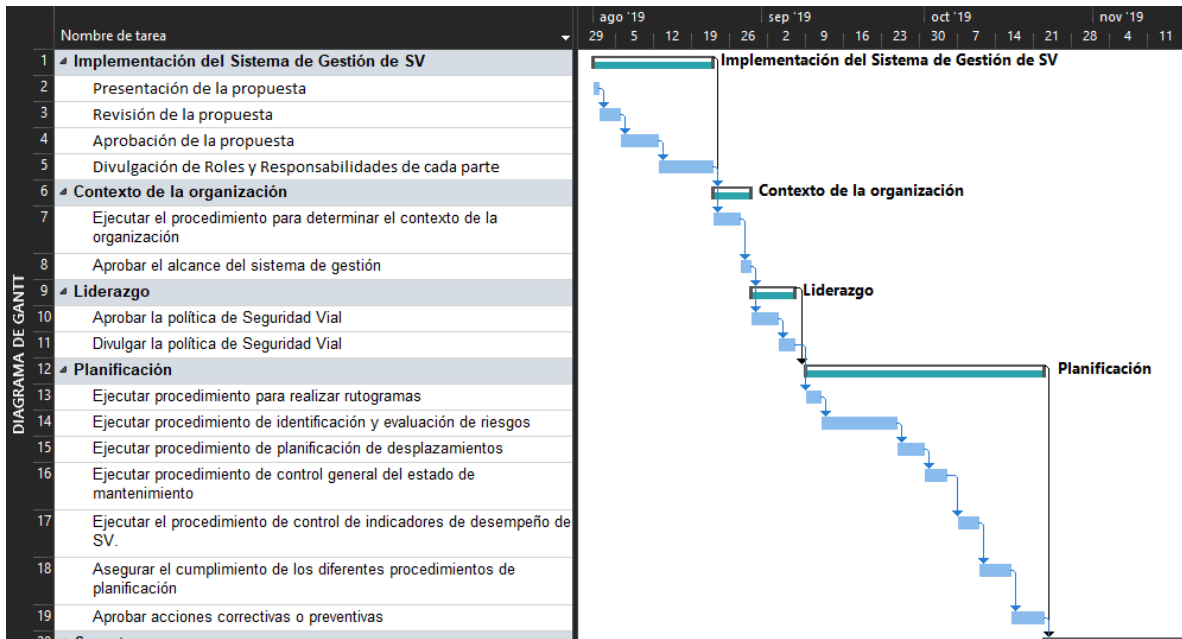 ago '19 sep '19 oct '19 nov '19
Nombre de tarea 29 5 12 19 26 2 9 16 23 30 7 14 21 28 4 11
DIAGRAMA DE GANTT
1 Implementación del Sistema de Gestión de SV Implementación del Sistema de Gestión de SV
2 Presentación de la propuesta
3 Revisión de la propuesta
4 Aprobación de la propuesta
5 Divulgación de Roles y Responsabilidades de cada parte
6 Contexto de la organización Contexto de la organización
7 Ejecutar el procedimiento para determinar el contexto de la
organización
8 Aprobar el alcance del sistema de gestión
9 Liderazgo Liderazgo
10 Aprobar la política de Seguridad Vial
11 Divulgar la política de Seguridad Vial
12 Planificación Planificación
13 Ejecutar procedimiento para realizar rutogramas
14 Ejecutar procedimiento de identificación y evaluación de riesgos
15 Ejecutar procedimiento de planificación de desplazamientos
16 Ejecutar procedimiento de control general del estado de
mantenimiento
17 Ejecutar el procedimiento de control de indicadores de desempeño de
SV.
18 Asegurar el cumplimiento de los diferentes procedimientos de
planificación
19 Aprobar acciones correctivas o preventivas